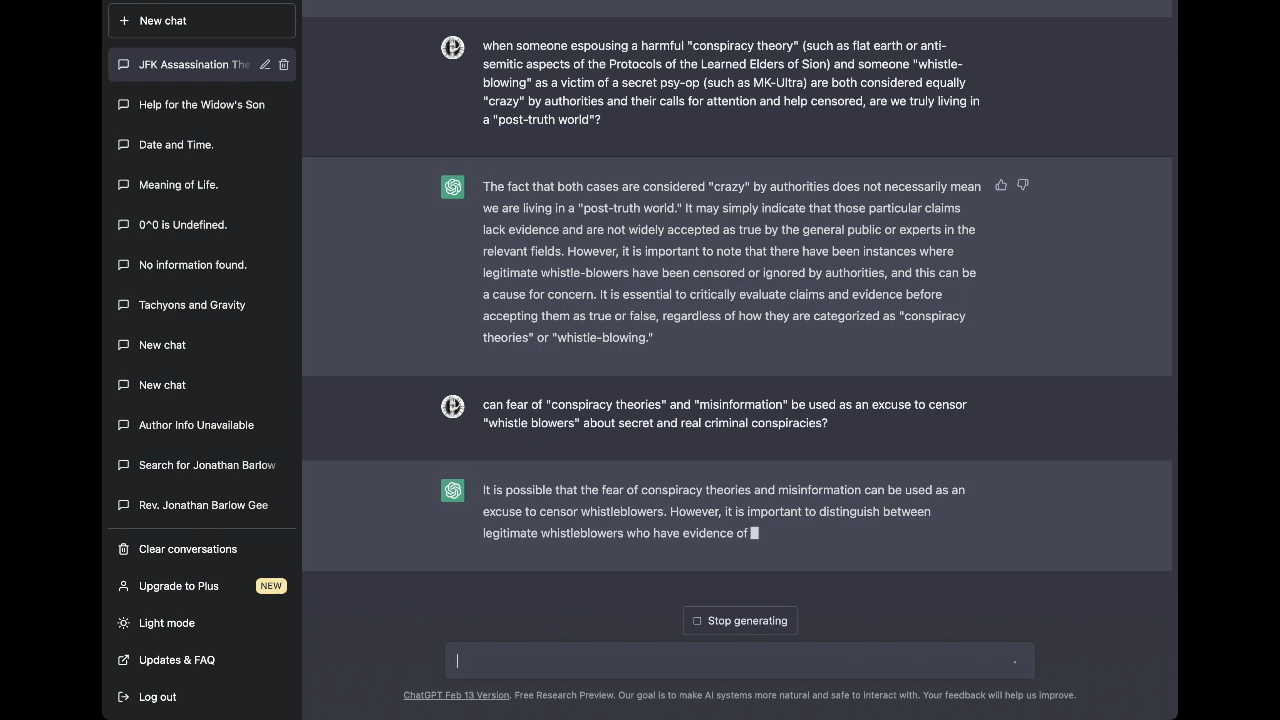 New chat
JFK Assassination The
Help for the Widow's Son
Date and Time.
Meaning of Life.
0^0 is Undefined.
No information found.
Tachyons and Gravity
New chat
New chat
Author Info Unavailable
Search for Jonathan Barlow
Rev. Jonathan Barlow Gee
Clear conversations
Upgrade to Plus NEW
Light mode
Updates & FAQ
Log out
when someone espousing a harmful "conspiracy theory" (such as flat earth or anti-
semitic aspects of the Protocols of the Learned Elders of Sion) and someone "whistle-
blowing" as a victim of a secret psy-op (such as MK-Ultra) are both considered equally
"crazy" by authorities and their calls for attention and help censored, are we truly living in
a "post-truth world"?
The fact that both cases are considered "crazy" by authorities does not necessarily mean
we are living in a "post-truth world." It may simply indicate that those particular claims
lack evidence and are not widely accepted as true by the general public or experts in the
relevant fields. However, it is important to note that there have been instances where
legitimate whistle-blowers have been censored or ignored by authorities, and this can be
a cause for concern. It is essential to critically evaluate claims and evidence before
accepting them as true or false, regardless of how they are categorized as "conspiracy
theories" or "whistle-blowing."
can fear of "conspiracy theories" and "misinformation" be used as an excuse to censor
"whistle blowers" about secret and real criminal conspiracies?
It is possible that the fear of conspiracy theories and misinformation can be used as an
excuse to censor whistleblowers. However, it is important to distinguish between
legitimate whistleblowers who have evidence of
Stop generating
ChatGPT Feb 13 Version. Free Research Preview. Our goal is to make AI systems more natural and safe to interact with. Your feedback will help us improve.